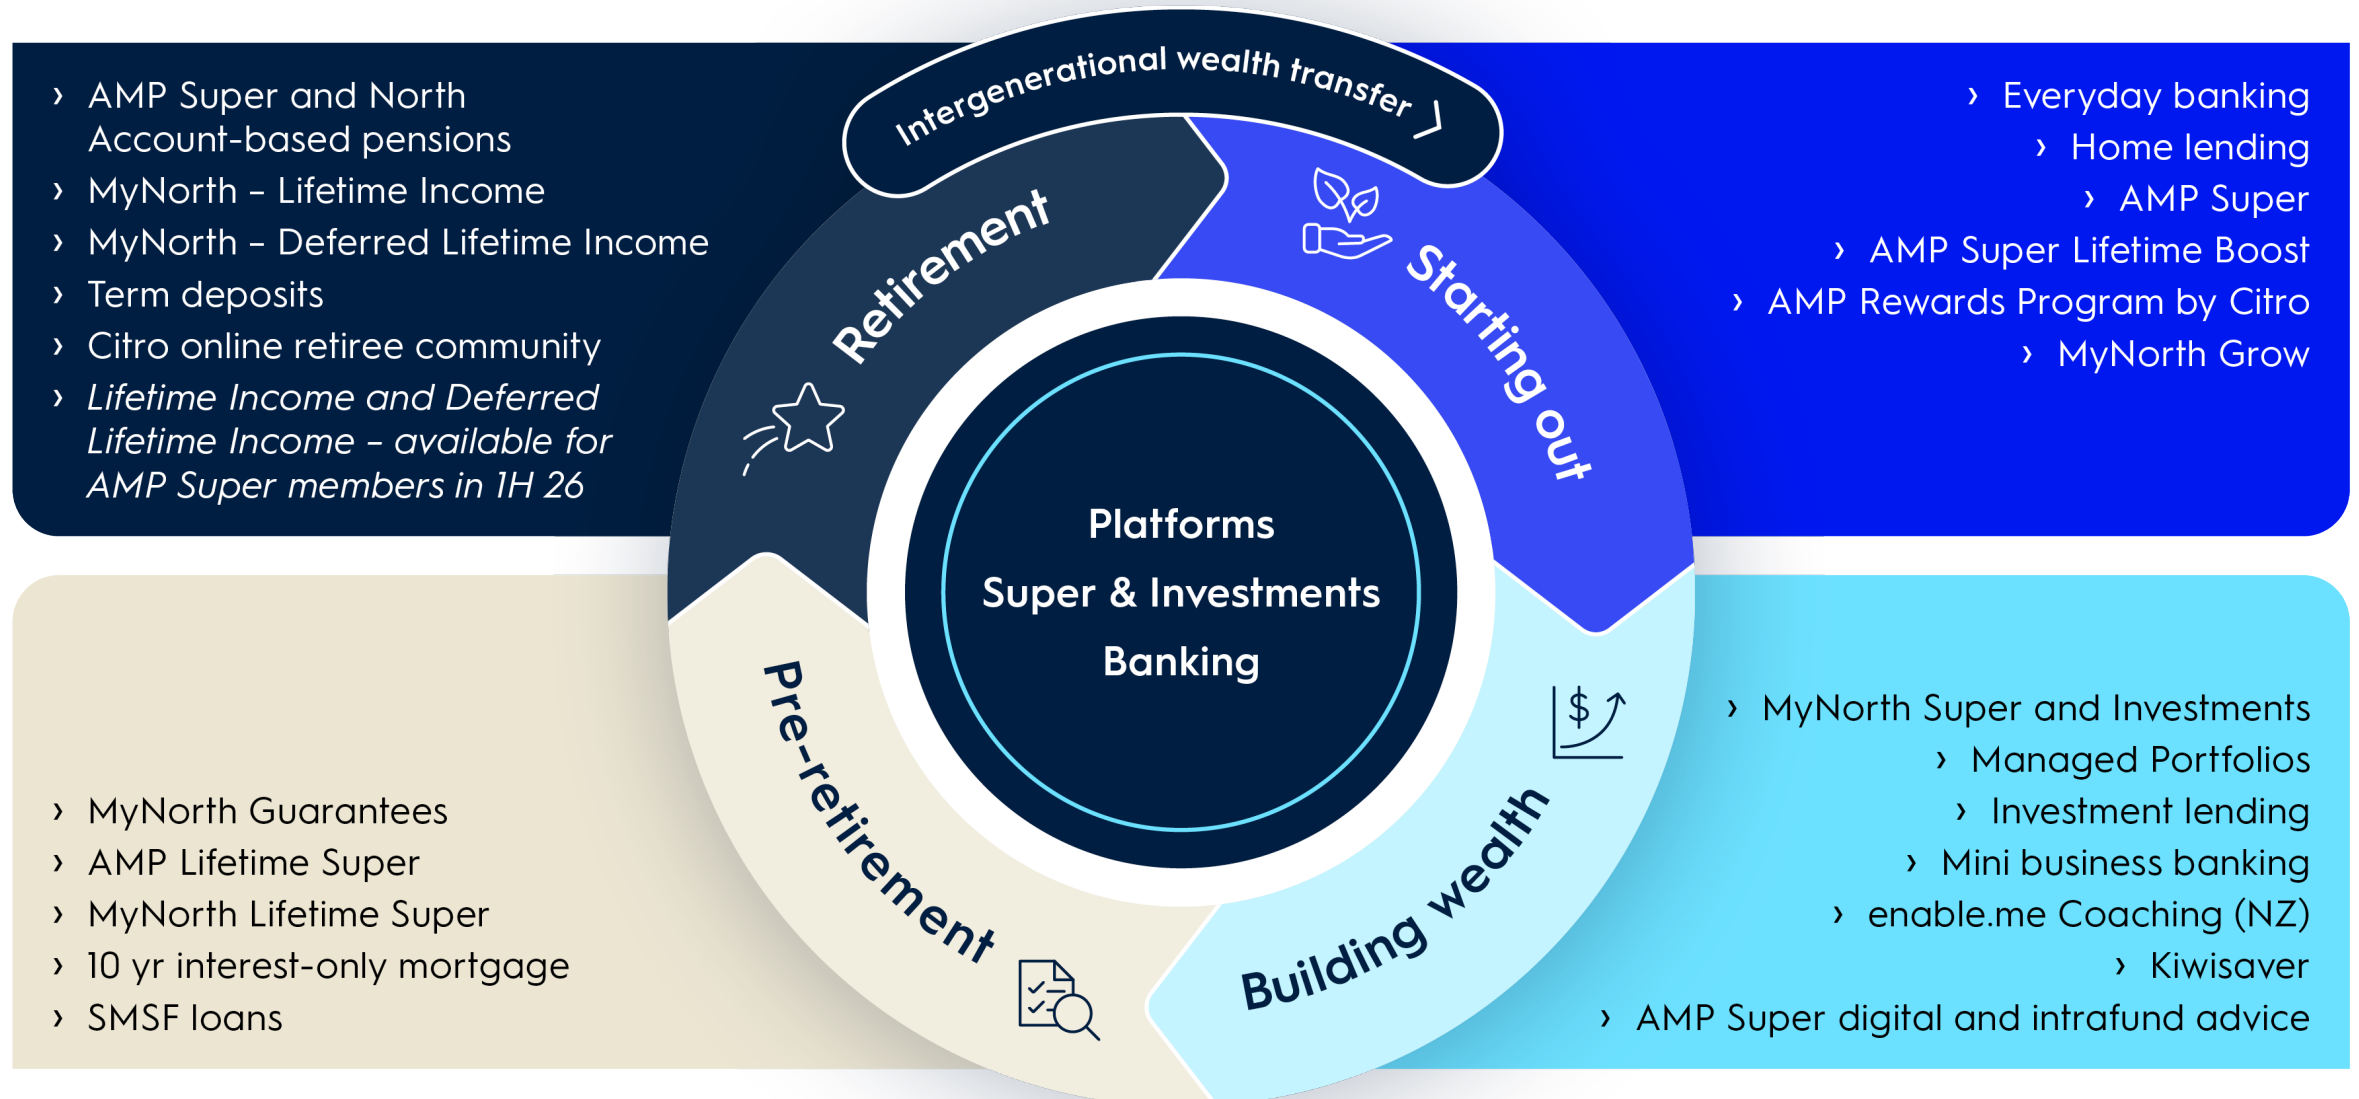 Intergenerational wealth transfer
› AMP Super and North
Account-based pensions
› MyNorth – Lifetime Income
› MyNorth – Deferred Lifetime Income
› Term deposits
› Citro online retiree community
› Lifetime Income and Deferred
Lifetime Income – available for
AMP Super members in 1H 26
Retirement
Starting out
› Everyday banking
› Home lending
› AMP Super
› AMP Super Lifetime Boost
› AMP Rewards Program by Citro
› MyNorth Grow
Platforms
Super & Investments
Banking
› MyNorth Guarantees
› AMP Lifetime Super
› MyNorth Lifetime Super
› 10 yr interest-only mortgage
› SMSF loans
Pre-retirement
$
Building wealth
› MyNorth Super and Investments
› Managed Portfolios
› Investment lending
› Mini business banking
› enable.me Coaching (NZ)
› Kiwisaver
› AMP Super digital and intrafund advice